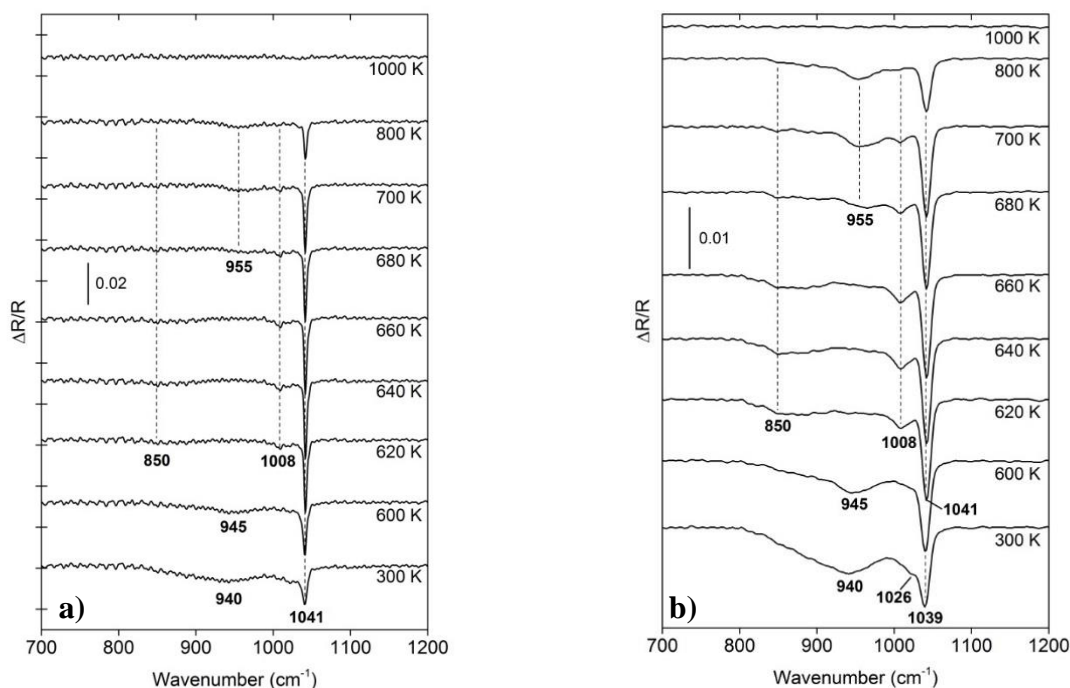 1000 K
800 K
700 K
680 K
955
0.02
660 K
640 K
620 K
850
1008
600 K
945
300 K
940
1041
a)
ΔR/R
700 800 900 1000 1100 1200
Wavenumber (cm⁻¹)
1000 K
800 K
700 K
680 K
955
0.01
660 K
640 K
620 K
850
1008
600 K
945
1041
300 K
940
1026
1039
b)
ΔR/R
700 800 900 1000 1100 1200
Wavenumber (cm⁻¹)